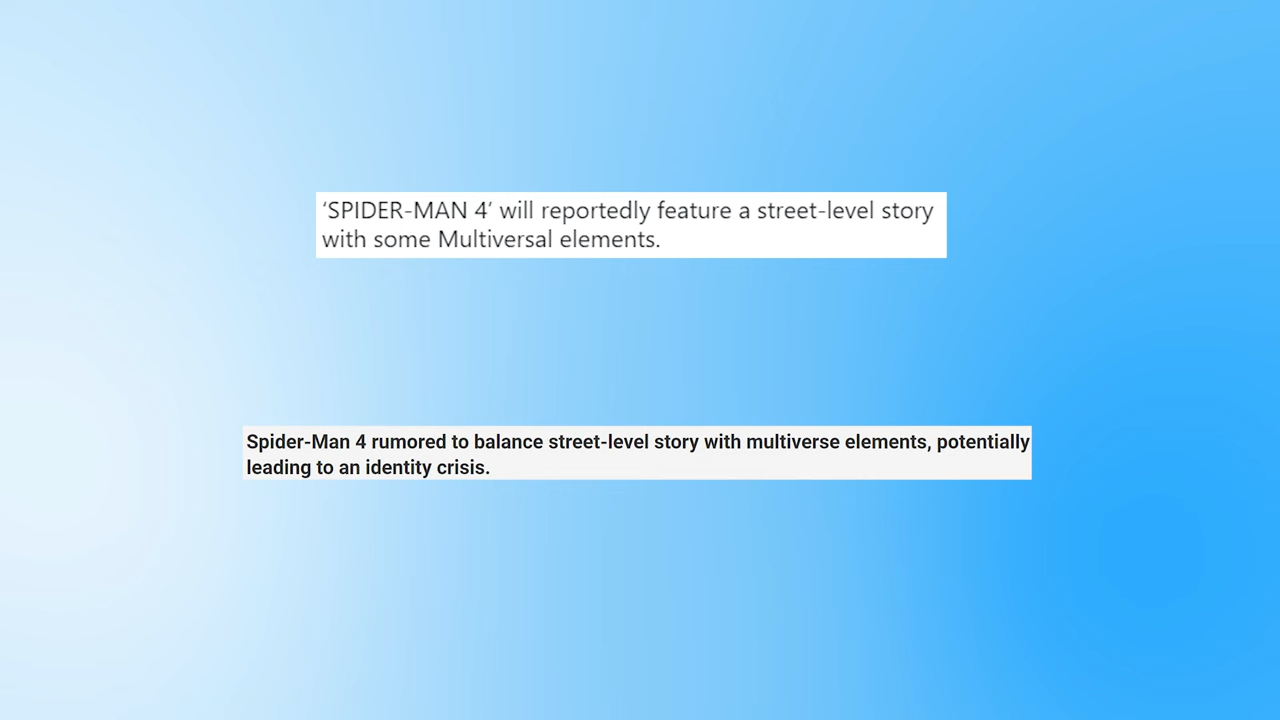 ‘SPIDER-MAN 4’ will reportedly feature a street-level story
with some Multiversal elements.
Spider-Man 4 rumored to balance street-level story with multiverse elements, potentially
leading to an identity crisis.